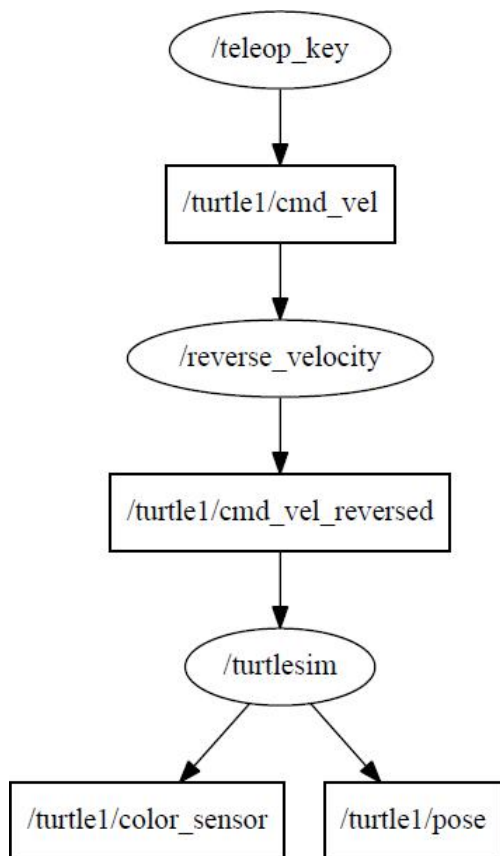 /teleop_key
/turtle1/cmd_vel
/reverse_velocity
/turtle1/cmd_vel_reversed
/turtlesim
/turtle1/color_sensor
/turtle1/pose